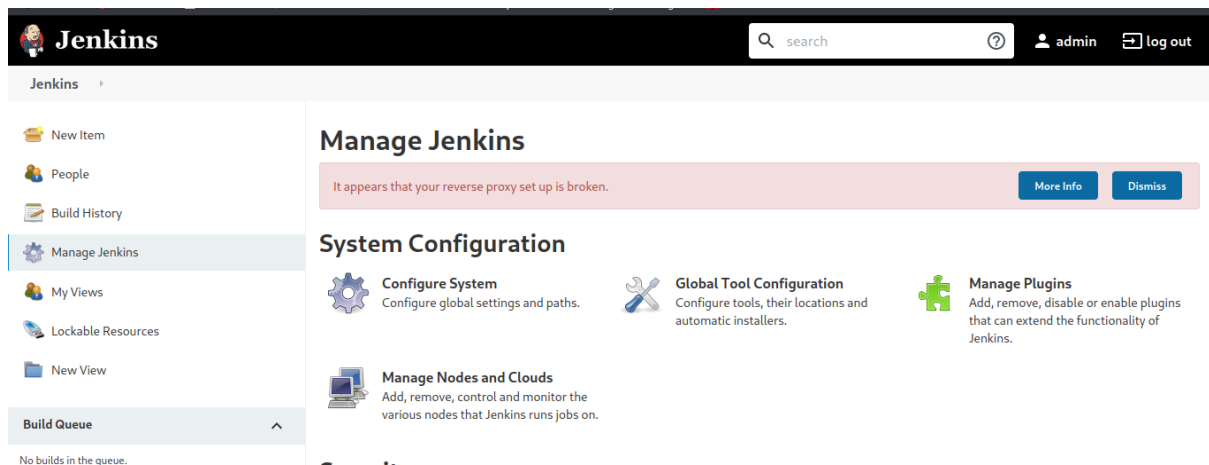 Jenkins
search
admin
log out
Jenkins
New Item
People
Build History
Manage Jenkins
My Views
Lockable Resources
New View
Build Queue
No builds in the queue.
Manage Jenkins
It appears that your reverse proxy set up is broken.
More Info
Dismiss
System Configuration
Configure System
Configure global settings and paths.
Global Tool Configuration
Configure tools, their locations and
automatic installers.
Manage Plugins
Add, remove, disable or enable plugins
that can extend the functionality of
Jenkins.
Manage Nodes and Clouds
Add, remove, control and monitor the
various nodes that Jenkins runs jobs on.